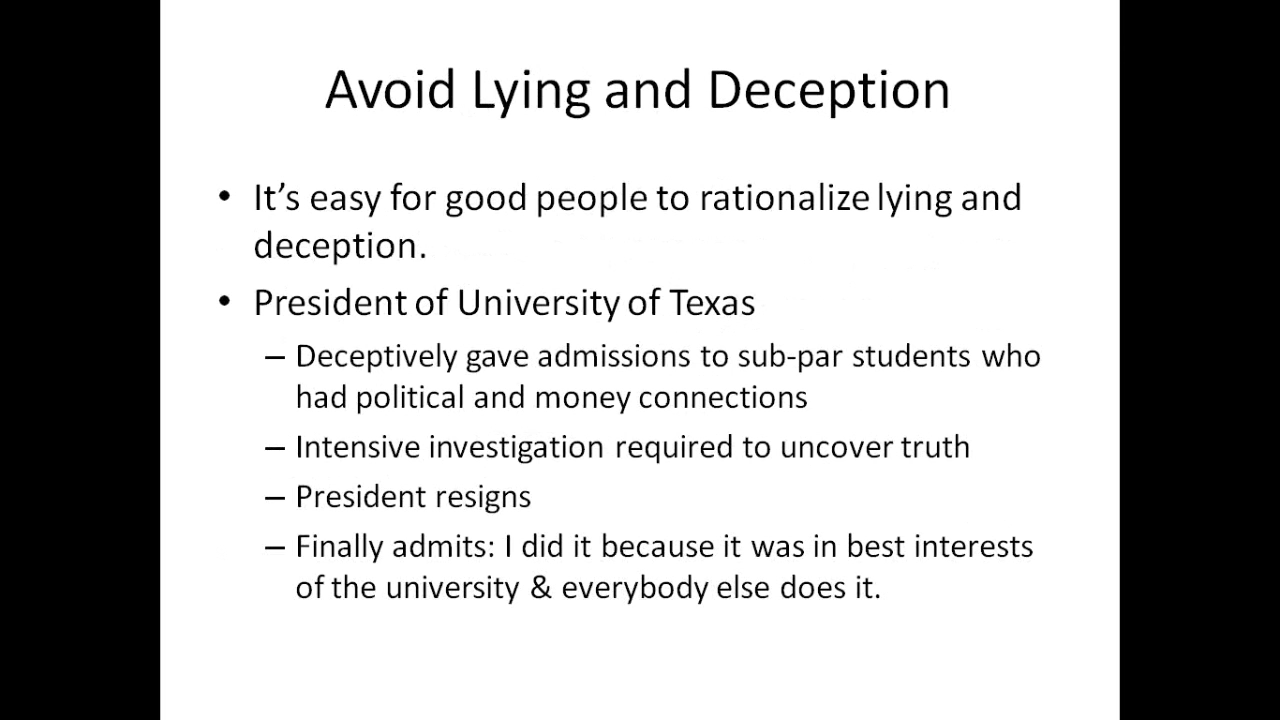 Avoid Lying and Deception
• It’s easy for good people to rationalize lying and
deception.
• President of University of Texas
– Deceptively gave admissions to sub-par students who
had political and money connections
– Intensive investigation required to uncover truth
– President resigns
– Finally admits: I did it because it was in best interests
of the university & everybody else does it.